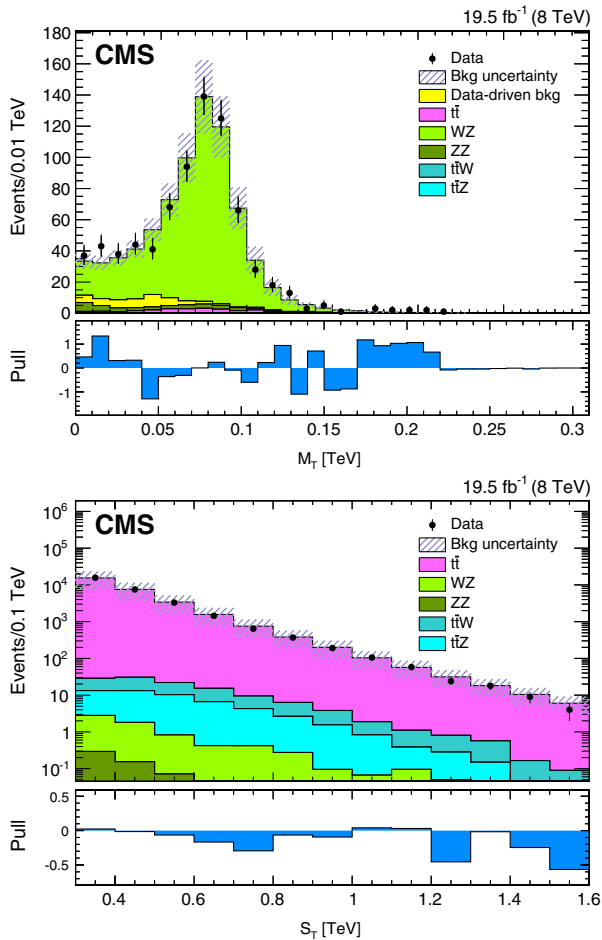 19.5 fb⁻¹ (8 TeV)
CMS
Data
Bkg uncertainty
Data-driven bkg
tt̄
WZ
ZZ
tt̄W
tt̄Z
Events/0.01 TeV
180
160
140
120
100
80
60
40
20
0
Pull
1
0
-1
0 0.05 0.1 0.15 0.2 0.25 0.3
M_T [TeV]
19.5 fb⁻¹ (8 TeV)
CMS
Data
Bkg uncertainty
tt̄
WZ
ZZ
tt̄W
tt̄Z
Events/0.1 TeV
10⁶
10⁵
10⁴
10³
10²
10
1
10⁻¹
Pull
0.5
0
-0.5
0.4 0.6 0.8 1 1.2 1.4 1.6
S_T [TeV]